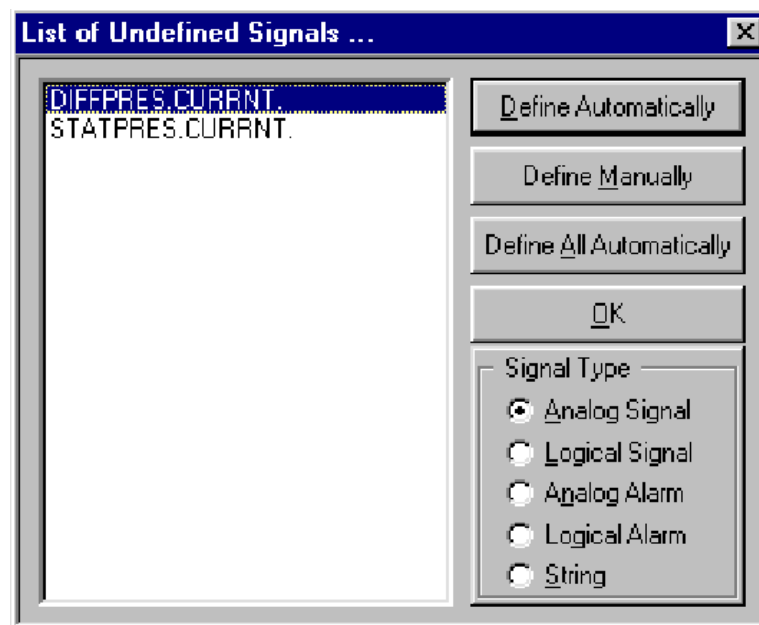 List of Undefined Signals ...
DIFFPRES.CURRNT.
STATPRES.CURRNT.
Define Automatically
Define Manually
Define All Automatically
OK
Signal Type
Analog Signal
Logical Signal
Analog Alarm
Logical Alarm
String